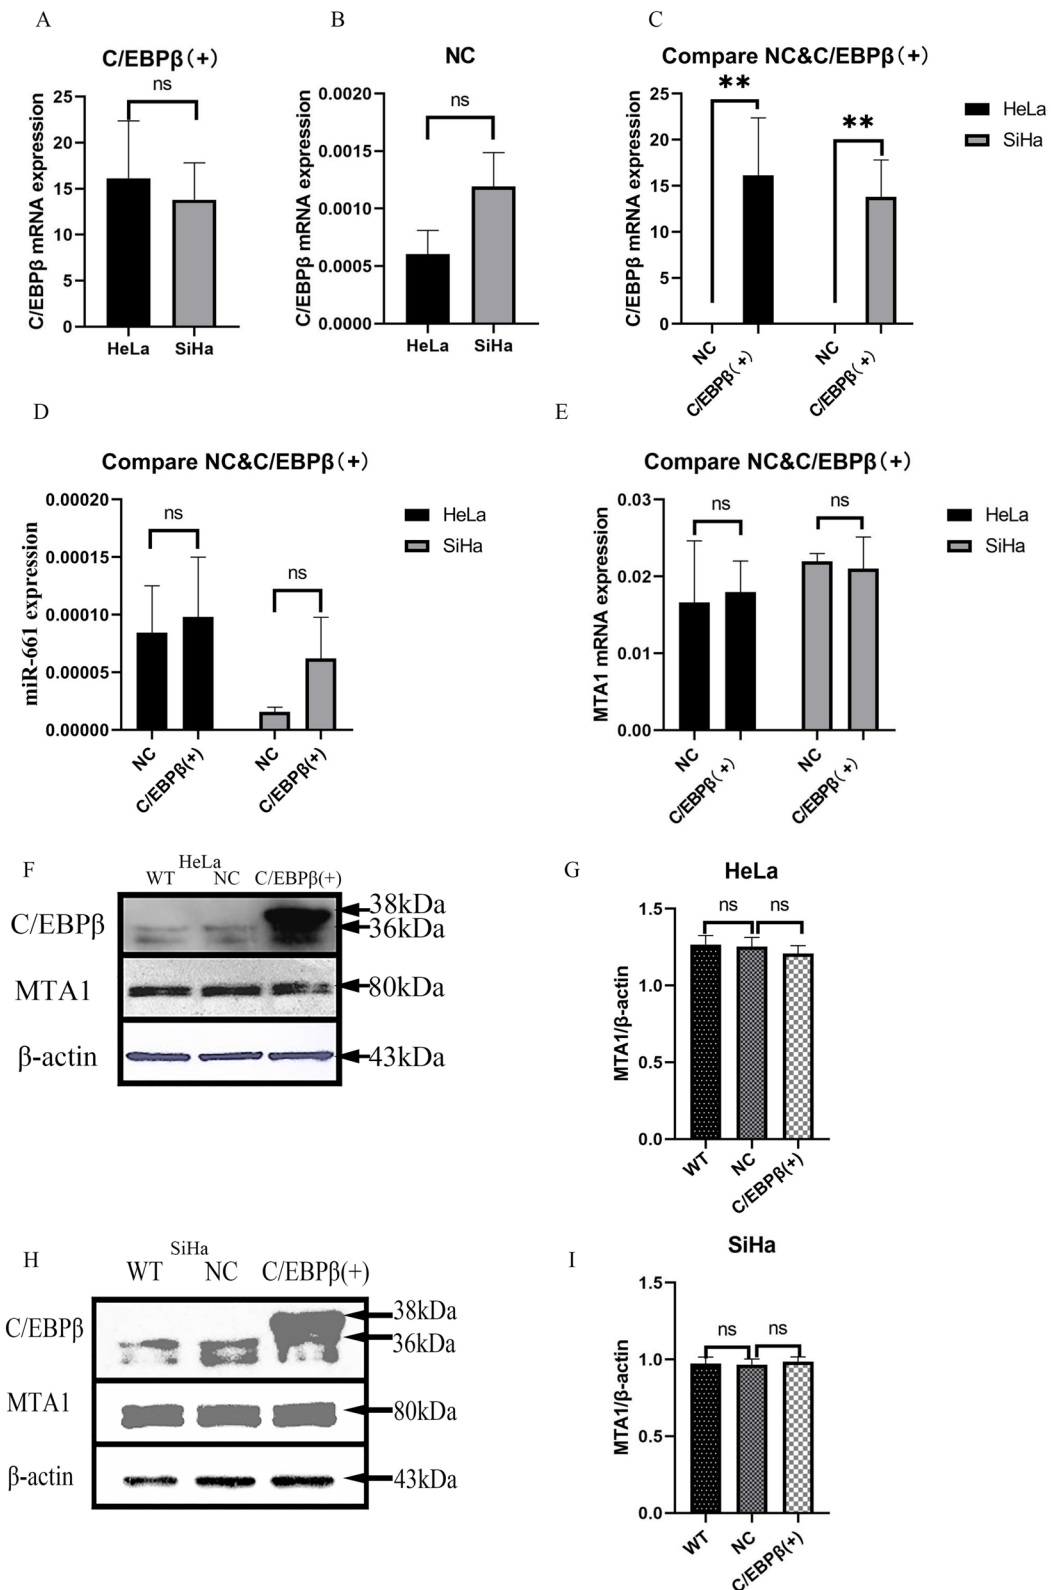 A
B
C
C/EBPβ(+)
NC
Compare NC&C/EBPβ(+)
C/EBPβ mRNA expression
25
20
15
10
5
0
ns
HeLa
SiHa
C/EBPβ mRNA expression
0.0020
0.0015
0.0010
0.0005
0.0000
ns
HeLa
SiHa
C/EBPβ mRNA expression
25
20
15
10
5
0
**
**
NC
C/EBPβ(+)
NC
C/EBPβ(+)
HeLa
SiHa
D
E
Compare NC&C/EBPβ(+)
Compare NC&C/EBPβ(+)
miR-661 expression
0.00020
0.00015
0.00010
0.00005
0.00000
ns
ns
NC
C/EBPβ(+)
NC
C/EBPβ(+)
HeLa
SiHa
MTA1 mRNA expression
0.03
0.02
0.01
0.00
ns
ns
NC
C/EBPβ(+)
NC
C/EBPβ(+)
HeLa
SiHa
F
HeLa
WT NC C/EBPβ(+)
C/EBPβ
38kDa
36kDa
MTA1
80kDa
β-actin
43kDa
G
HeLa
MTA1/β-actin
1.5
1.0
0.5
0.0
ns
ns
WT
NC
C/EBPβ(+)
H
SiHa
WT NC C/EBPβ(+)
C/EBPβ
38kDa
36kDa
MTA1
80kDa
β-actin
43kDa
I
SiHa
MTA1/β-actin
1.5
1.0
0.5
0.0
ns
ns
WT
NC
C/EBPβ(+)